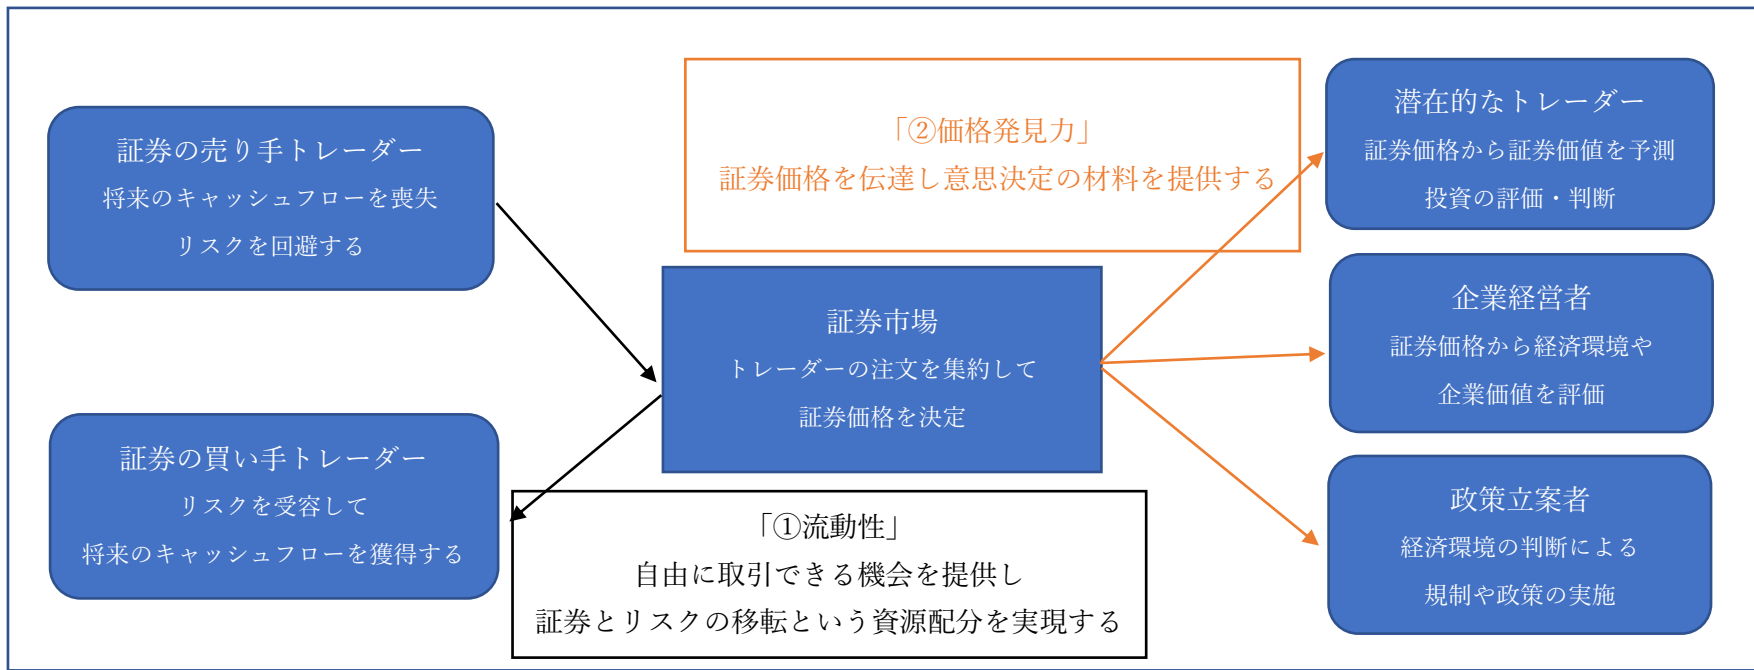 証券の売り手トレーダー
将来のキャッシュフローを喪失
リスクを回避する
証券の買い手トレーダー
リスクを受容して
将来のキャッシュフローを獲得する
「②価格発見力」
証券価格を伝達し意思決定の材料を提供する
証券市場
トレーダーの注文を集約して
証券価格を決定
「①流動性」
自由に取引できる機会を提供し
証券とリスクの移転という資源配分を実現する
潜在的なトレーダー
証券価格から証券価値を予測
投資の評価・判断
企業経営者
証券価格から経済環境や
企業価値を評価
政策立案者
経済環境の判断による
規制や政策の実施